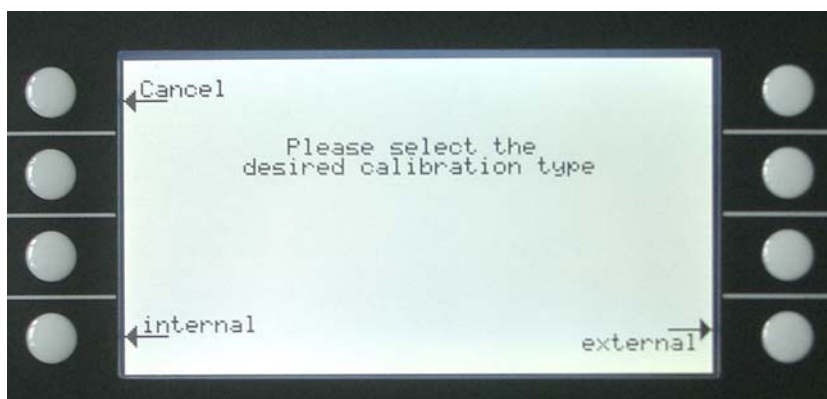 Cancel
Please select the
desired calibration type
internal
external